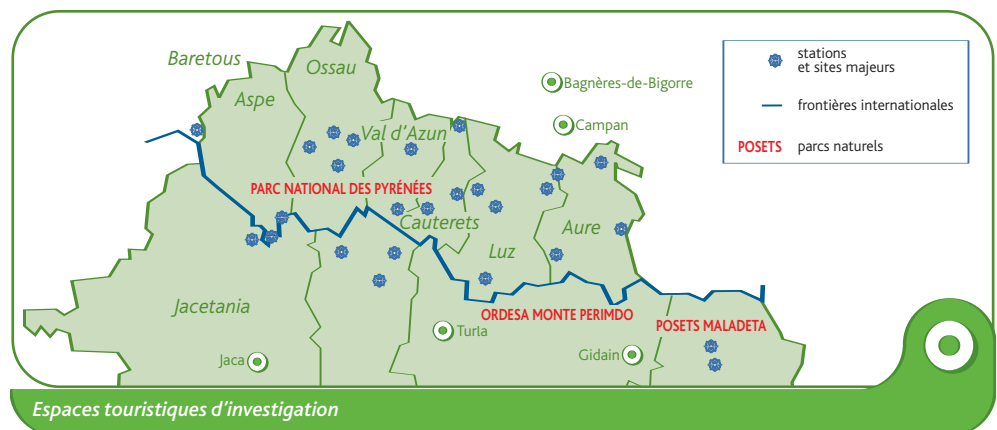 Baretous
Ossau
Aspe
Bagnères-de-Bigorre
Val d'Azun
Campan
stations
et sites majeurs
frontières internationales
POSETS parcs naturels
PARC NATIONAL DES PYRÉNÉES
Cauterets
Aure
Luz
Jacetania
ORDESA MONTE PERIMDO
POSETS MALADETA
Turla
Jaca
Gidain
Espaces touristiques d'investigation